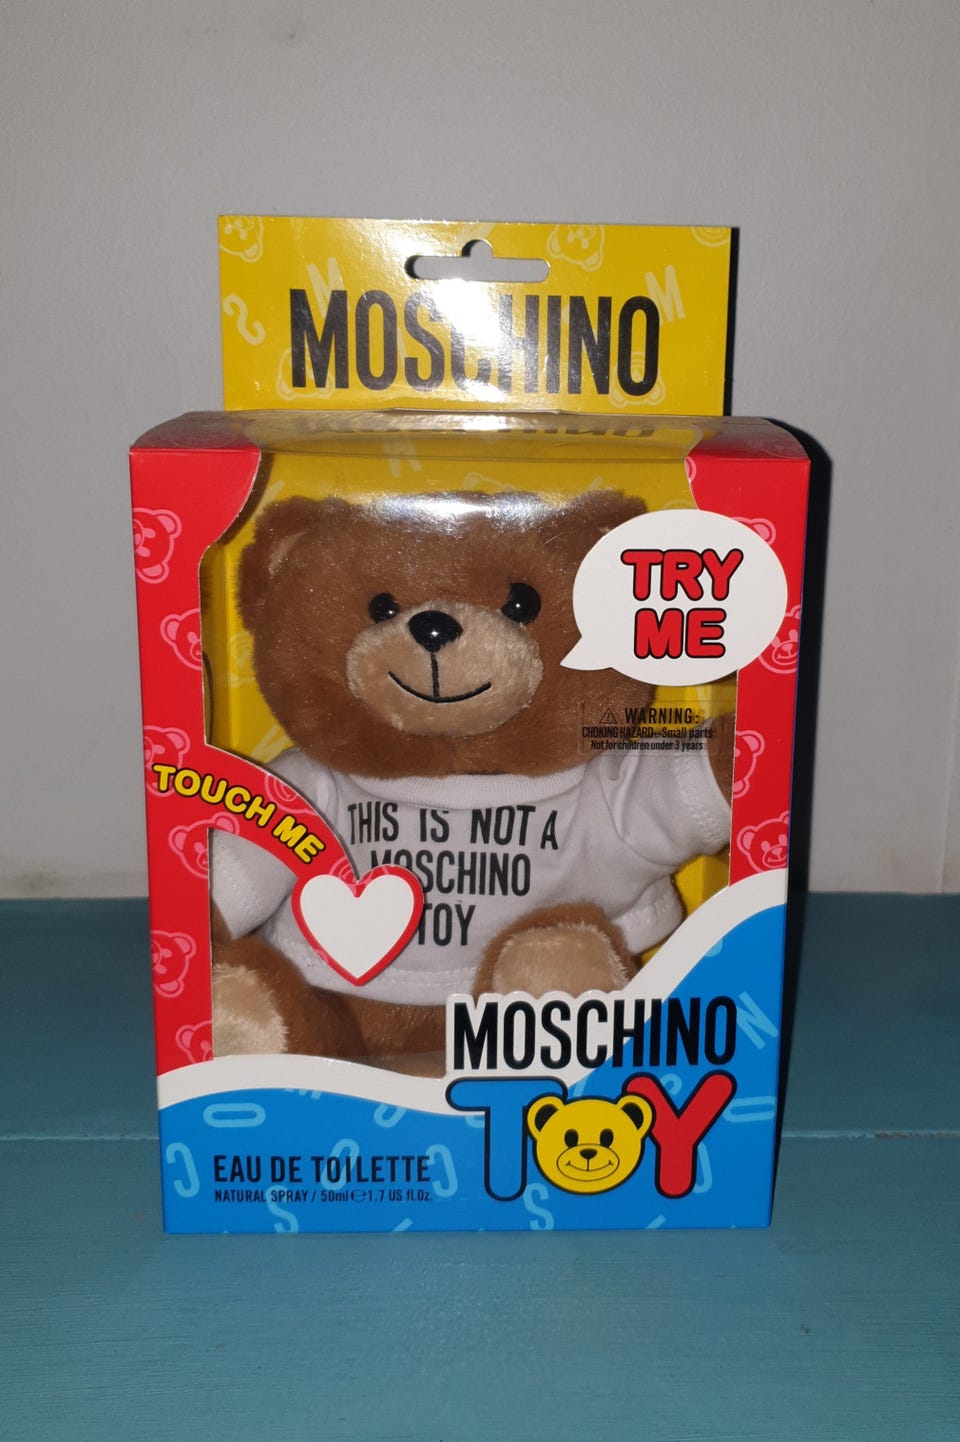 MOSCHINO
TRY
ME
WARNING:
CHOKING HAZARD--Small parts
Not for children under 3 years
TOUCH ME
THIS IS NOT A
MOSCHINO
TOY
MOSCHINO
TOY
EAU DE TOILETTE
NATURAL SPRAY / 50ml ℮ 1,7 US fl.Oz.